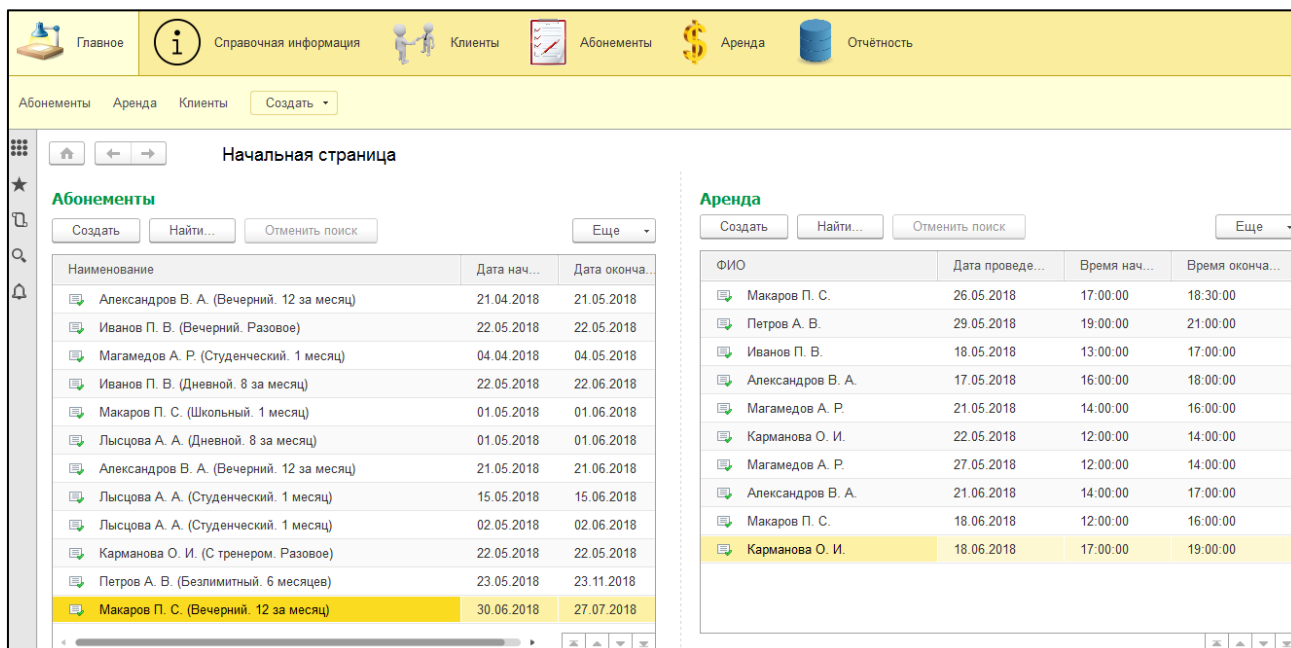 Главное Справочная информация Клиенты Абонементы Аренда Отчётность
Абонементы Аренда Клиенты Создать
Начальная страница
Абонементы
Создать Найти... Отменить поиск Еще
Наименование Дата нач... Дата оконча...
Александров В. А. (Вечерний. 12 за месяц) 21.04.2018 21.05.2018
Иванов П. В. (Вечерний. Разовое) 22.05.2018 22.05.2018
Магамедов А. Р. (Студенческий. 1 месяц) 04.04.2018 04.05.2018
Иванов П. В. (Дневной. 8 за месяц) 22.05.2018 22.06.2018
Макаров П. С. (Школьный. 1 месяц) 01.05.2018 01.06.2018
Лысцова А. А. (Дневной. 8 за месяц) 01.05.2018 01.06.2018
Александров В. А. (Вечерний. 12 за месяц) 21.05.2018 21.06.2018
Лысцова А. А. (Студенческий. 1 месяц) 15.05.2018 15.06.2018
Лысцова А. А. (Студенческий. 1 месяц) 02.05.2018 02.06.2018
Карманова О. И. (С тренером. Разовое) 22.05.2018 22.05.2018
Петров А. В. (Безлимитный. 6 месяцев) 23.05.2018 23.11.2018
Макаров П. С. (Вечерний. 12 за месяц) 30.06.2018 27.07.2018
Аренда
Создать Найти... Отменить поиск Еще
ФИО Дата проведе... Время нач... Время оконча...
Макаров П. С. 26.05.2018 17:00:00 18:30:00
Петров А. В. 29.05.2018 19:00:00 21:00:00
Иванов П. В. 18.05.2018 13:00:00 17:00:00
Александров В. А. 17.05.2018 16:00:00 18:00:00
Магамедов А. Р. 21.05.2018 14:00:00 16:00:00
Карманова О. И. 22.05.2018 12:00:00 14:00:00
Магамедов А. Р. 27.05.2018 12:00:00 14:00:00
Александров В. А. 21.06.2018 14:00:00 17:00:00
Макаров П. С. 18.06.2018 12:00:00 16:00:00
Карманова О. И. 18.06.2018 17:00:00 19:00:00